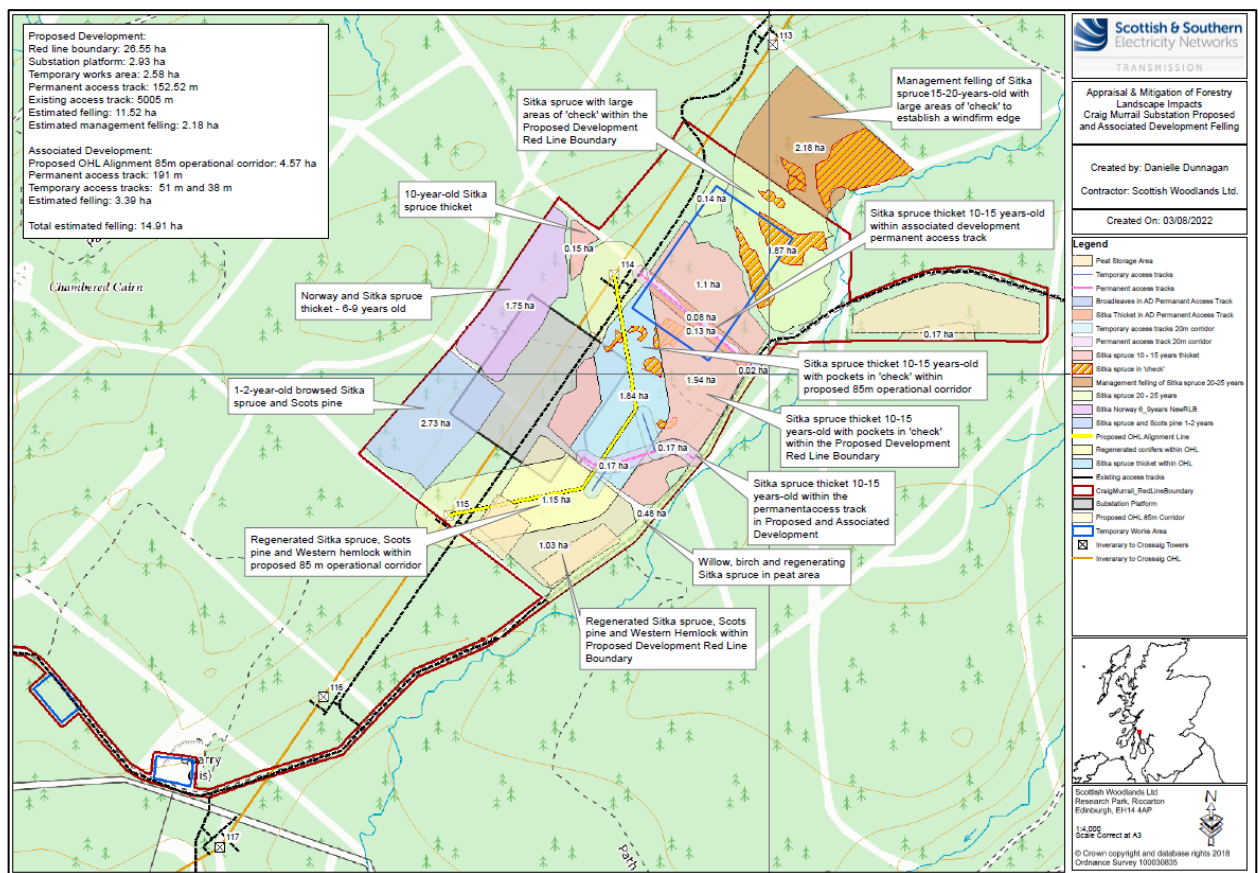 Proposed Development:
Red line boundary: 26.55 ha
Substation platform: 2.93 ha
Temporary works area: 2.58 ha
Permanent access track: 152.52 m
Existing access track: 5005 m
Estimated felling: 11.52 ha
Estimated management felling: 2.18 ha
Associated Development:
Proposed OHL Alignment 85m operational corridor: 4.57 ha
Permanent access track: 191 m
Temporary access tracks: 51 m and 38 m
Estimated felling: 3.39 ha
Total estimated felling: 14.91 ha
113
Management felling of Sitka
spruce15-20-years-old with
large areas of 'check' to
establish a windfirm edge
Sitka spruce with large
areas of 'check' within the
Proposed Development
Red Line Boundary
2.18 ha
10-year-old Sitka
spruce thicket
0.14 ha
Sitka spruce thicket 10-15 years-old
within associated development
permanent access track
0.15 ha
1.87 ha
114
Chambered Cairn
Norway and Sitka spruce
thicket - 6-9 years old
1.75 ha
1.1 ha
0.08 ha
0.13 ha
0.17 ha
0.02 ha
Sitka spruce thicket 10-15 years-old
with pockets in 'check' within
proposed 85m operational corridor
1-2-year-old browsed Sitka
spruce and Scots pine
1.94 ha
1.84 ha
2.73 ha
Sitka spruce thicket 10-15
years-old with pockets in 'check'
within the Proposed Development
Red Line Boundary
0.17 ha
0.17 ha
Sitka spruce thicket 10-15
years-old within the
permanentaccess track
in Proposed and Associated
Development
115
1.15 ha
0.48 ha
Regenerated Sitka spruce, Scots
pine and Western hemlock within
proposed 85 m operational corridor
1.03 ha
Willow, birch and regenerating
Sitka spruce in peat area
Regenerated Sitka spruce, Scots
pine and Western Hemlock within
Proposed Development Red Line
Boundary
116
Quarry
(dis)
117
Path
Scottish & Southern
Electricity Networks
TRANSMISSION
Appraisal & Mitigation of Forestry
Landscape Impacts
Craig Murrail Substation Proposed
and Associated Development Felling
Created by: Danielle Dunnagan
Contractor: Scottish Woodlands Ltd.
Created On: 03/08/2022
Legend
Peat Storage Area
Temporary access tracks
Permanent access tracks
Broadleaves in AD Permanant Access Track
Sitka Thicket in AD Permanant Access Track
Temporary access tracks 20m corridor
Permanent access track 20m corridor
Sitka spruce 10 - 15 years thicket
Sitka spruce in 'check'
Management felling of Sitka spruce 20-25 years
Sitka spruce 20 - 25 years
Sitka Norway 6_9years NewRLB
Sitka spruce and Scots pine 1-2 years
Proposed OHL Alignment Line
Regenerated conifers within OHL
Sitka spruce thicket within OHL
Existing access tracks
CraigMurrail_RedLineBoundary
Substation Platform
Proposed OHL 85m Corridor
Temporary Works Area
Inverarary to Crossaig Towers
Inverarary to Crossaig OHL
Scottish Woodlands Ltd
Research Park, Riccarton
Edinburgh, EH14 4AP
N
1:4,000
Scale Correct at A3
© Crown copyright and database rights 2018
Ordnance Survey 100030835